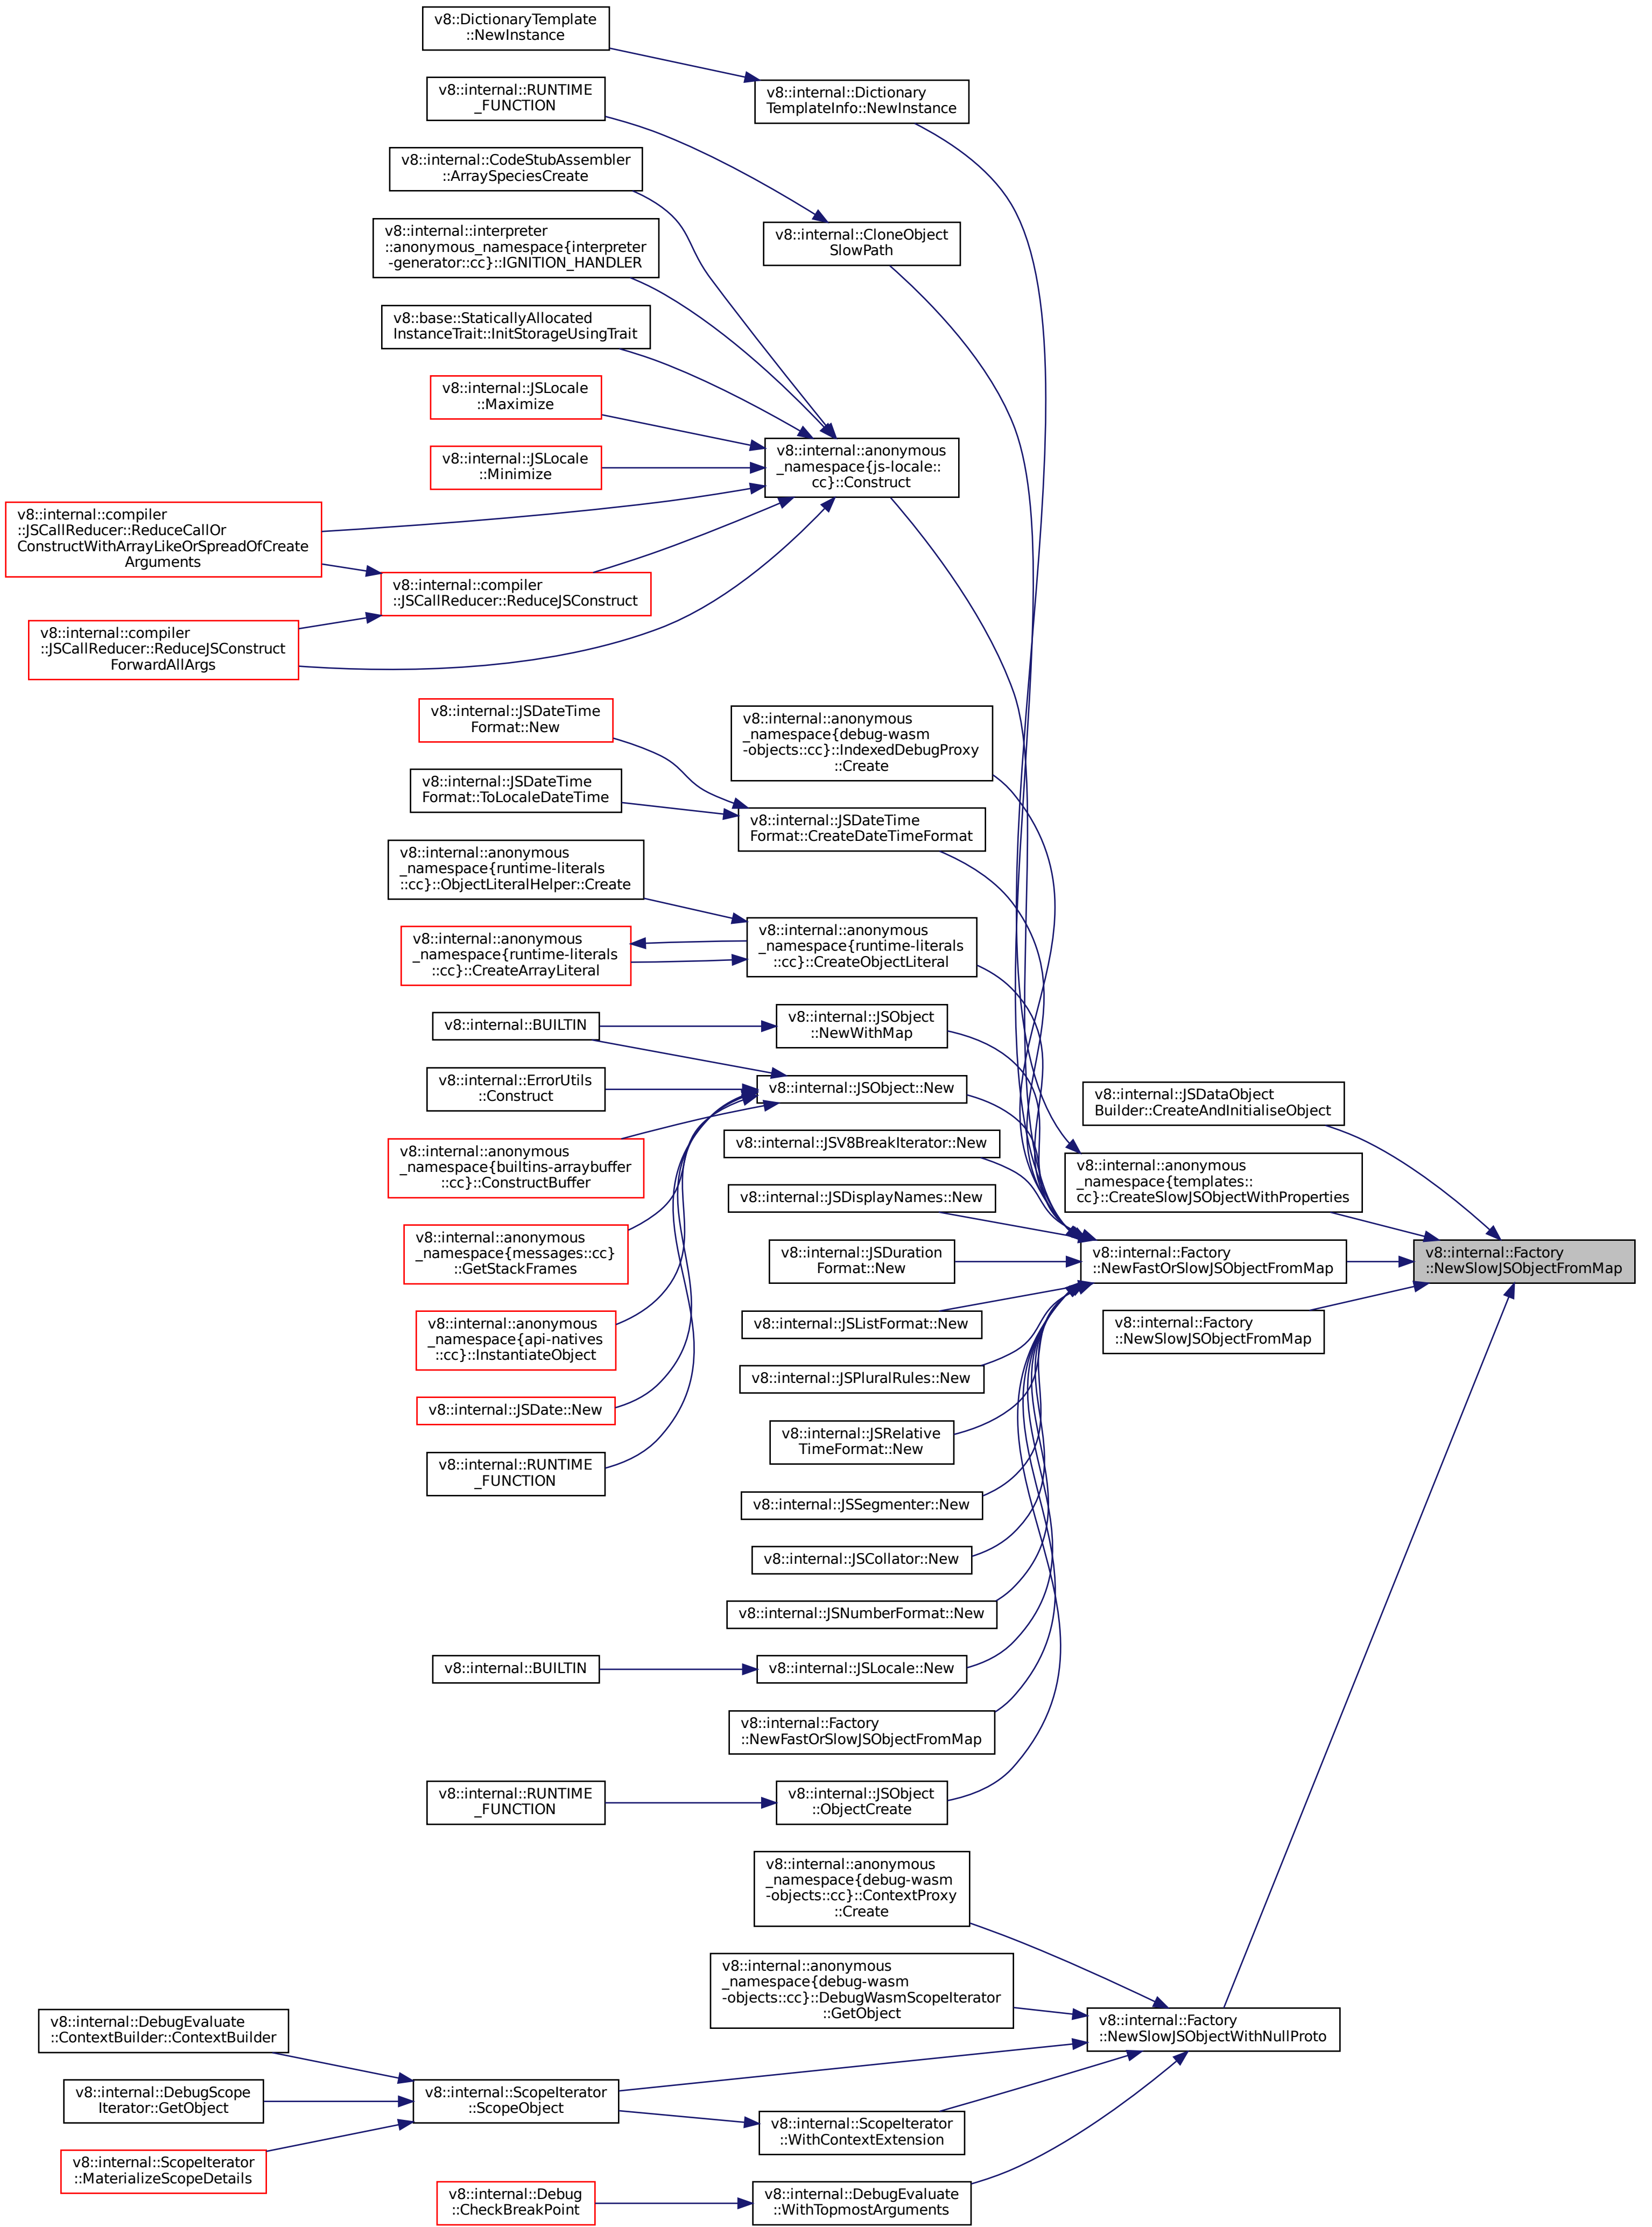 v8::DictionaryTemplate
::NewInstance
v8::internal::Dictionary
TemplateInfo::NewInstance
v8::internal::RUNTIME
_FUNCTION
v8::internal::CodeStubAssembler
::ArraySpeciesCreate
v8::internal::CloneObject
SlowPath
v8::internal::interpreter
::anonymous_namespace{interpreter
-generator::cc}::IGNITION_HANDLER
v8::base::StaticallyAllocated
InstanceTrait::InitStorageUsingTrait
v8::internal::JSLocale
::Maximize
v8::internal::JSLocale
::Minimize
v8::internal::anonymous
_namespace{js-locale::
cc}::Construct
v8::internal::compiler
::JSCallReducer::ReduceCallOr
ConstructWithArrayLikeOrSpreadOfCreate
Arguments
v8::internal::compiler
::JSCallReducer::ReduceJSConstruct
v8::internal::compiler
::JSCallReducer::ReduceJSConstruct
ForwardAllArgs
v8::internal::JSDateTime
Format::New
v8::internal::anonymous
_namespace{debug-wasm
-objects::cc}::IndexedDebugProxy
::Create
v8::internal::JSDateTime
Format::ToLocaleDateTime
v8::internal::JSDateTime
Format::CreateDateTimeFormat
v8::internal::anonymous
_namespace{runtime-literals
::cc}::ObjectLiteralHelper::Create
v8::internal::anonymous
_namespace{runtime-literals
::cc}::CreateArrayLiteral
v8::internal::anonymous
_namespace{runtime-literals
::cc}::CreateObjectLiteral
v8::internal::BUILTIN
v8::internal::JSObject
::NewWithMap
v8::internal::ErrorUtils
::Construct
v8::internal::JSObject::New
v8::internal::JSDataObject
Builder::CreateAndInitialiseObject
v8::internal::anonymous
_namespace{builtins-arraybuffer
::cc}::ConstructBuffer
v8::internal::JSV8BreakIterator::New
v8::internal::anonymous
_namespace{templates::
cc}::CreateSlowJSObjectWithProperties
v8::internal::JSDisplayNames::New
v8::internal::anonymous
_namespace{messages::cc}
::GetStackFrames
v8::internal::JSDuration
Format::New
v8::internal::Factory
::NewFastOrSlowJSObjectFromMap
v8::internal::Factory
::NewSlowJSObjectFromMap
v8::internal::anonymous
_namespace{api-natives
::cc}::InstantiateObject
v8::internal::JSListFormat::New
v8::internal::Factory
::NewSlowJSObjectFromMap
v8::internal::JSPluralRules::New
v8::internal::JSDate::New
v8::internal::JSRelative
TimeFormat::New
v8::internal::RUNTIME
_FUNCTION
v8::internal::JSSegmenter::New
v8::internal::JSCollator::New
v8::internal::JSNumberFormat::New
v8::internal::BUILTIN
v8::internal::JSLocale::New
v8::internal::Factory
::NewFastOrSlowJSObjectFromMap
v8::internal::RUNTIME
_FUNCTION
v8::internal::JSObject
::ObjectCreate
v8::internal::anonymous
_namespace{debug-wasm
-objects::cc}::ContextProxy
::Create
v8::internal::anonymous
_namespace{debug-wasm
-objects::cc}::DebugWasmScopeIterator
::GetObject
v8::internal::Factory
::NewSlowJSObjectWithNullProto
v8::internal::DebugEvaluate
::ContextBuilder::ContextBuilder
v8::internal::DebugScope
Iterator::GetObject
v8::internal::ScopeIterator
::ScopeObject
v8::internal::ScopeIterator
::WithContextExtension
v8::internal::ScopeIterator
::MaterializeScopeDetails
v8::internal::Debug
::CheckBreakPoint
v8::internal::DebugEvaluate
::WithTopmostArguments